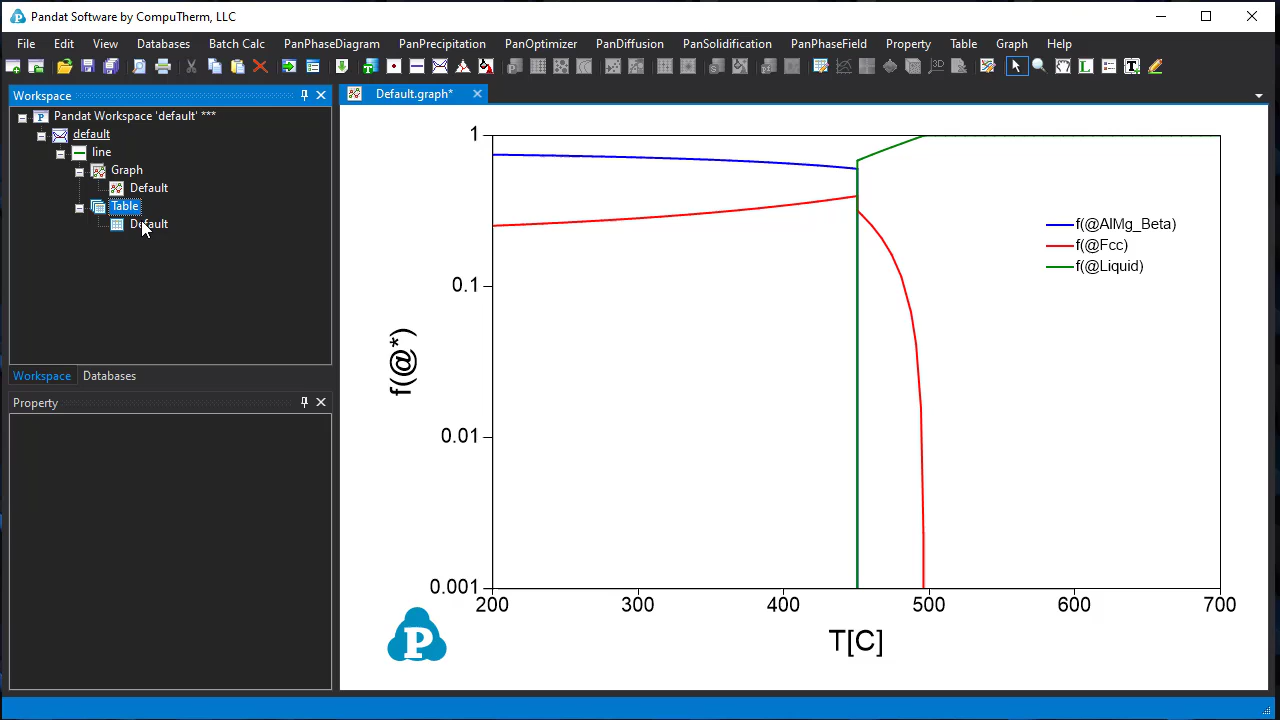 Pandat Software by CompuTherm, LLC
File Edit View Databases Batch Calc PanPhaseDiagram PanPrecipitation PanOptimizer PanDiffusion PanSolidification PanPhaseField Property Table Graph Help
Workspace
Default.graph*
Pandat Workspace 'default' ***
default
line
Graph
Default
Table
Default
Workspace Databases
Property
1
0.1
0.01
0.001
f(@*)
f(@AlMg_Beta)
f(@Fcc)
f(@Liquid)
200 300 400 500 600 700
T[C]
P